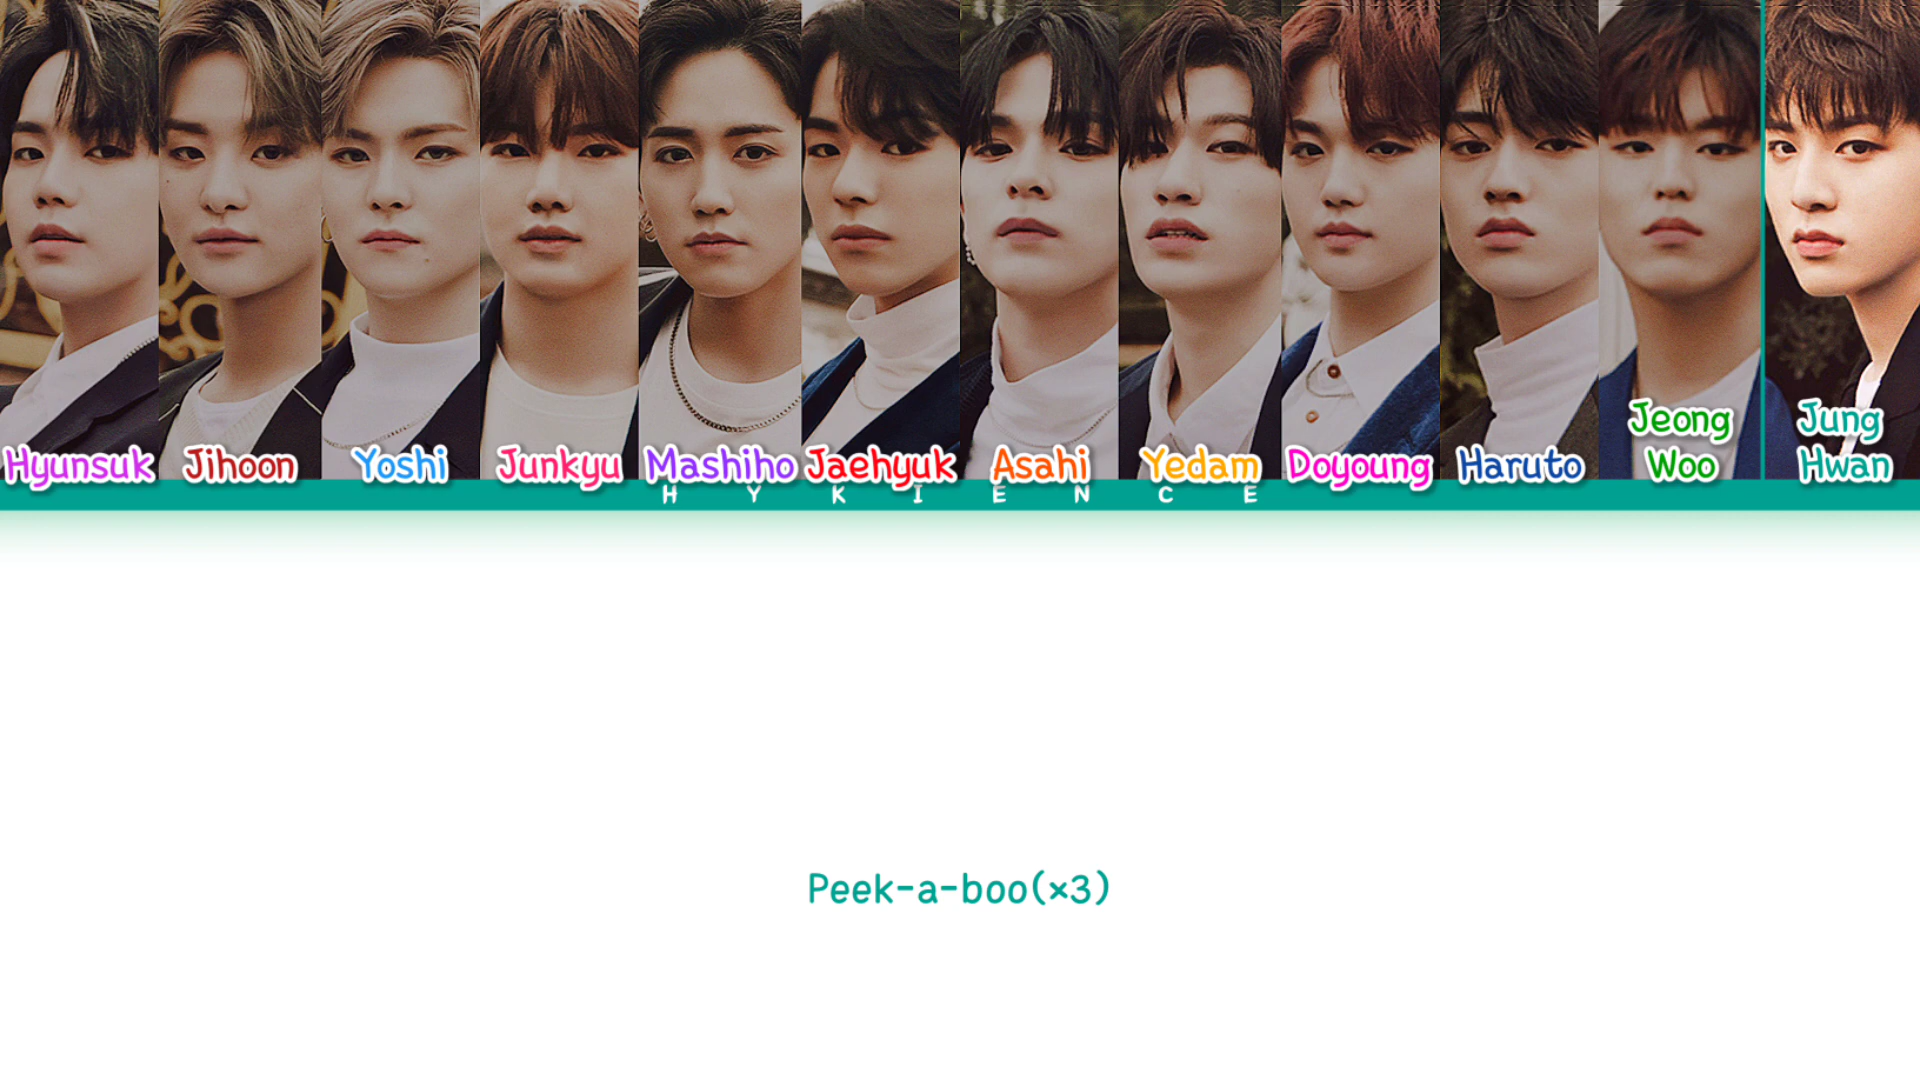 Hyunsuk
Jihoon
Yoshi
Junkyu
Mashiho
Jaehyuk
Asahi
Yedam
Doyoung
Haruto
Jeong
Woo
Jung
Hwan
HYKIENCE
Peek-a-boo(×3)